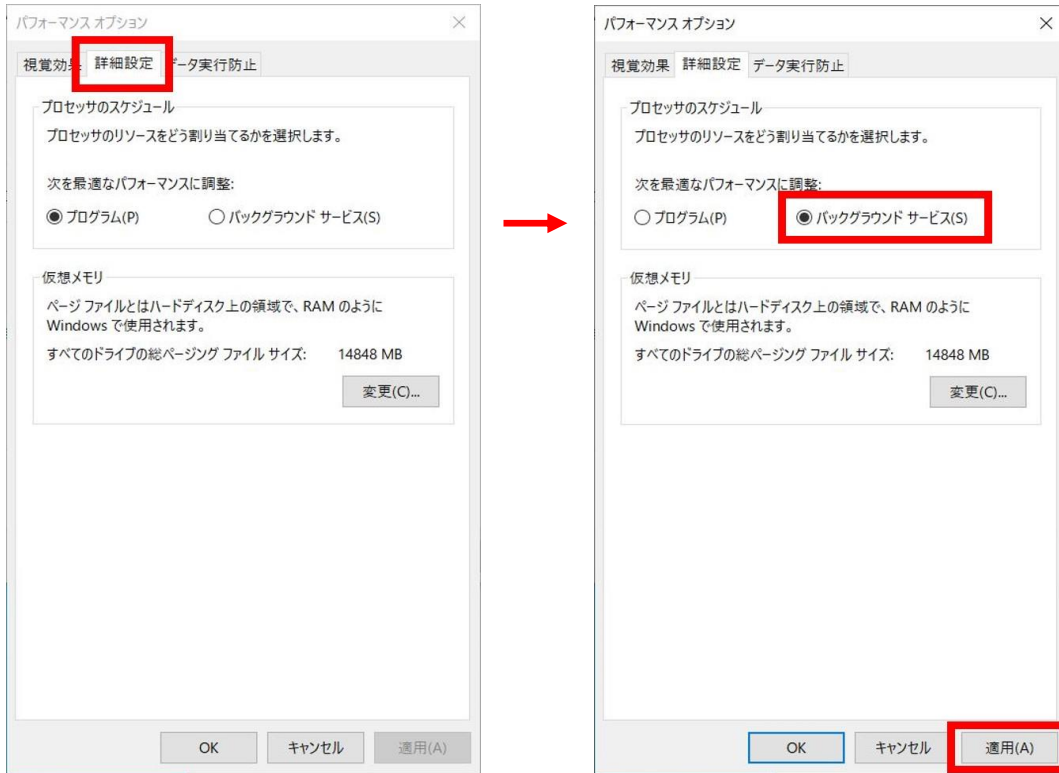 パフォーマンス オプション
視覚効果 詳細設定 データ実行防止
プロセッサのスケジュール
プロセッサのリソースをどう割り当てるかを選択します。
次を最適なパフォーマンスに調整:
プログラム(P) バックグラウンド サービス(S)
仮想メモリ
ページ ファイルとはハードディスク上の領域で、RAM のように
Windows で使用されます。
すべてのドライブの総ページング ファイル サイズ: 14848 MB
変更(C)...
OK キャンセル 適用(A)
パフォーマンス オプション
視覚効果 詳細設定 データ実行防止
プロセッサのスケジュール
プロセッサのリソースをどう割り当てるかを選択します。
次を最適なパフォーマンスに調整:
プログラム(P) バックグラウンド サービス(S)
仮想メモリ
ページ ファイルとはハードディスク上の領域で、RAM のように
Windows で使用されます。
すべてのドライブの総ページング ファイル サイズ: 14848 MB
変更(C)...
OK キャンセル 適用(A)